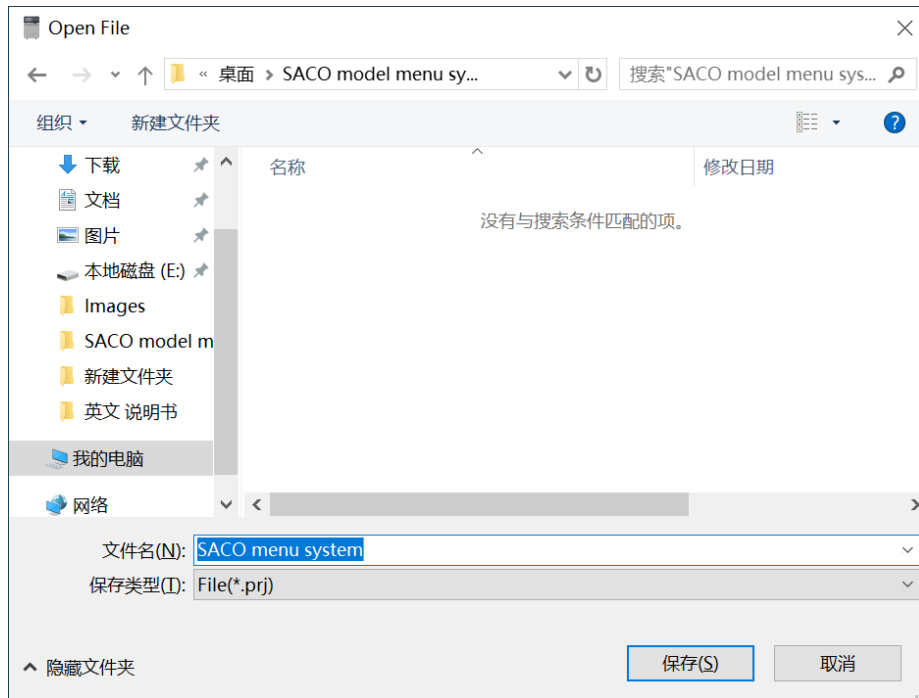 Open File
« 桌面 > SACO model menu sy...
搜索"SACO model menu sys...
组织
新建文件夹
名称
修改日期
没有与搜索条件匹配的项。
下载
文档
图片
本地磁盘 (E:)
Images
SACO model m
新建文件夹
英文 说明书
我的电脑
网络
文件名(N): SACO menu system
保存类型(T): File(*.prj)
隐藏文件夹
保存(S)
取消